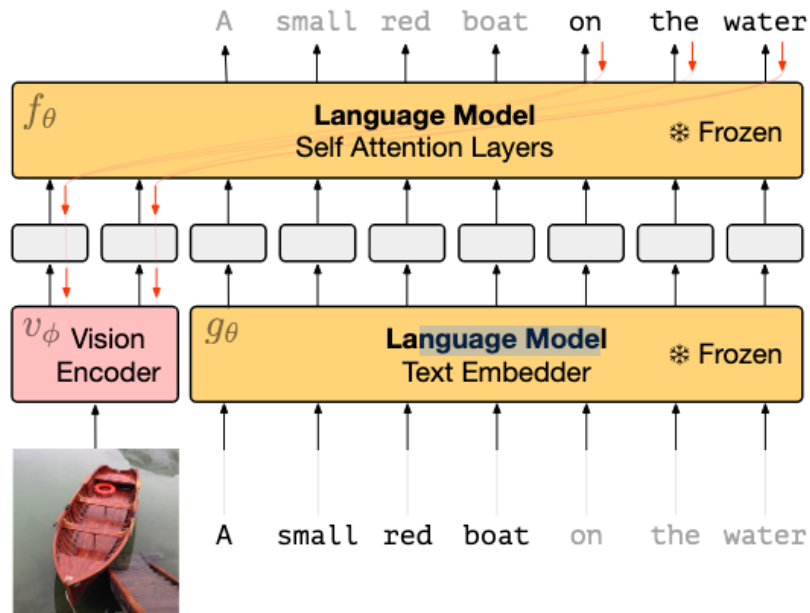 A small red boat on the water
fθ
Language Model
Self Attention Layers
❄ Frozen
vϕ Vision
Encoder
gθ
Language Model
Text Embedder
❄ Frozen
A small red boat on the water